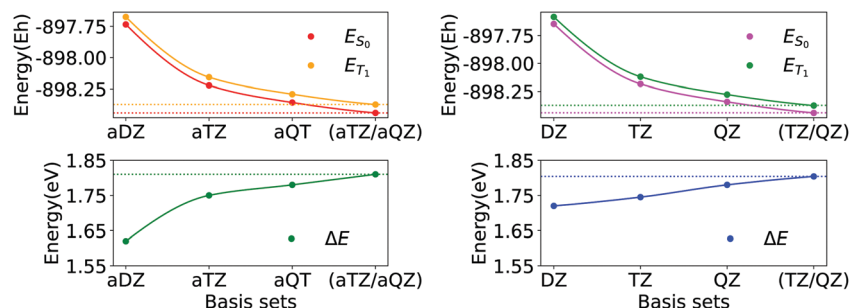 Energy(Eh)
-897.75
-898.00
-898.25
E_{S_0}
E_{T_1}
aDZ aTZ aQT (aTZ/aQZ)
Energy(Eh)
-897.75
-898.00
-898.25
E_{S_0}
E_{T_1}
DZ TZ QZ (TZ/QZ)
Energy(eV)
1.85
1.75
1.65
1.55
ΔE
aDZ aTZ aQT (aTZ/aQZ)
Basis sets
Energy(eV)
1.85
1.75
1.65
1.55
ΔE
DZ TZ QZ (TZ/QZ)
Basis sets